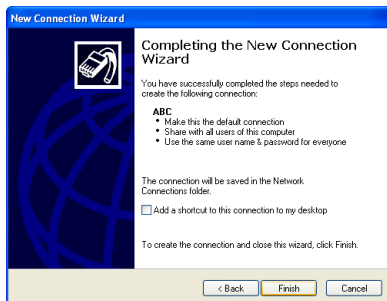 New Connection Wizard
Completing the New Connection
Wizard
You have successfully completed the steps needed to
create the following connection:
ABC
• Make this the default connection
• Share with all users of this computer
• Use the same user name & password for everyone
The connection will be saved in the Network
Connections folder.
Add a shortcut to this connection to my desktop
To create the connection and close this wizard, click Finish.
< Back Finish Cancel